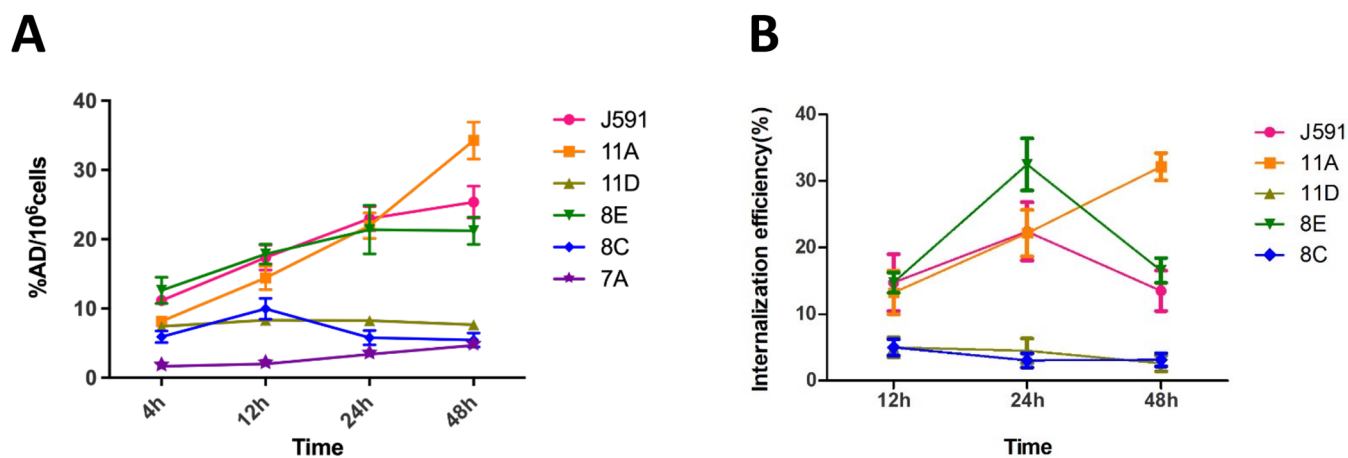 A
%AD/10⁶cells
40
30
20
10
0
4h
12h
24h
48h
Time
J591
11A
11D
8E
8C
7A
B
Internalization efficiency(%)
40
30
20
10
0
12h
24h
48h
Time
J591
11A
11D
8E
8C